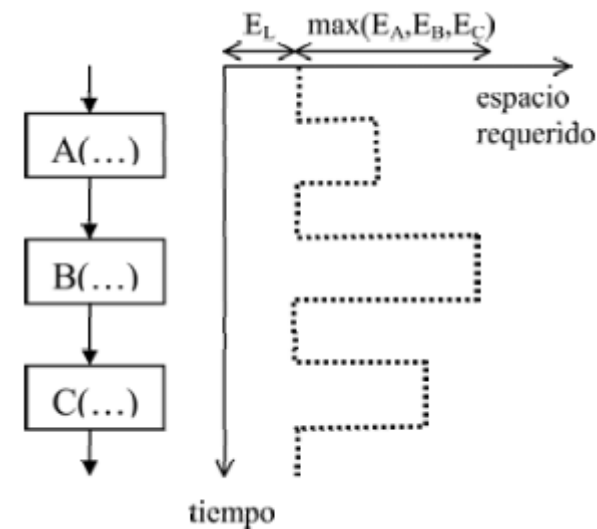 E_L max(E_A,E_B,E_C)
espacio
requerido
A(…)
B(…)
C(…)
tiempo